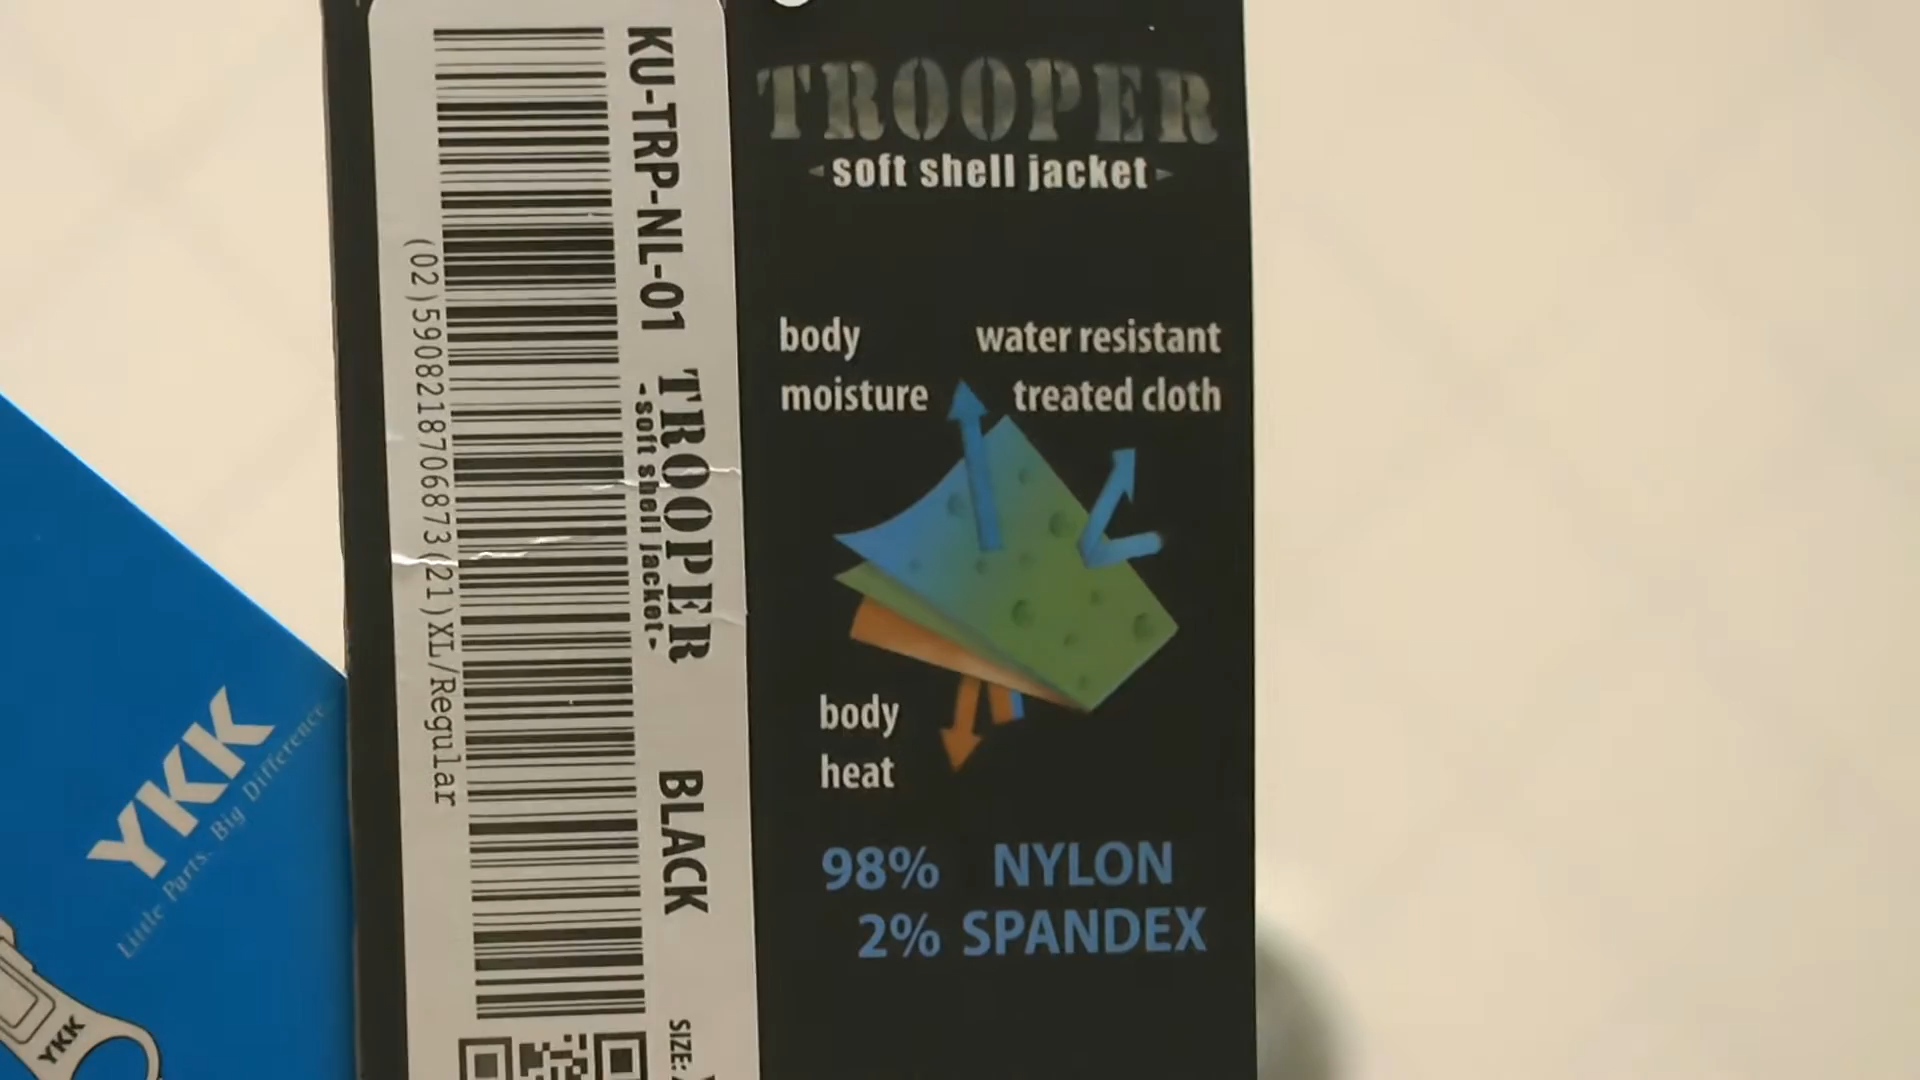 KU-TRP-NL-01
TROOPER
-soft shell jacket-
BLACK
SIZE:
(02)5908218706873(21)XL/Regular
TROOPER
soft shell jacket
body
moisture
water resistant
treated cloth
body
heat
98% NYLON
2% SPANDEX
YKK
Little Parts. Big Difference.
YKK